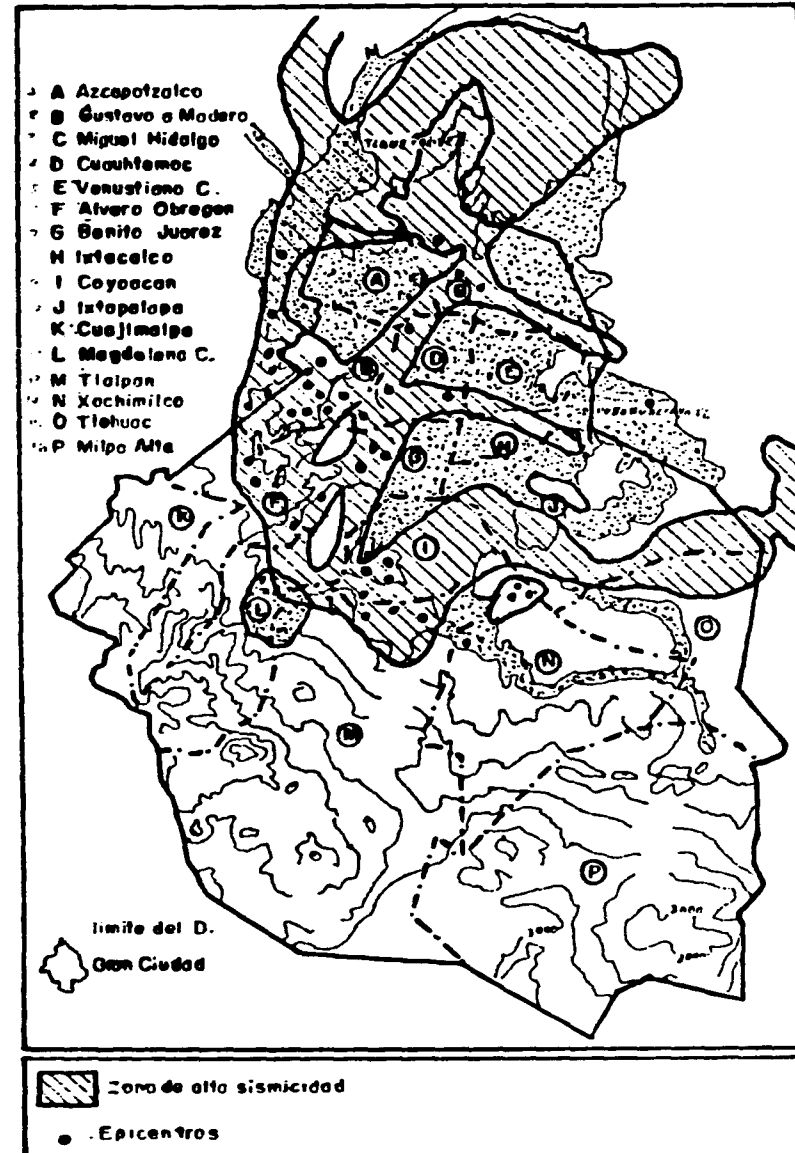 A Azcapotzalco
B Gustavo a Madero
C Miguel Hidalgo
D Cuauhtemoc
E Venustiano C.
F Alvaro Obregon
G Benito Juarez
H Ixtacalco
I Coyoacan
J Ixtapalapa
K Cuajimalpa
L Magdalena C.
M Tlalpan
N Xochimilco
O Tlahuac
P Milpa Alta
A
B
D
C
G
H
J
F
I
K
L
N
O
M
P
3000
limite del D.
Gran Ciudad
Zona de alta sismicidad
Epicentros